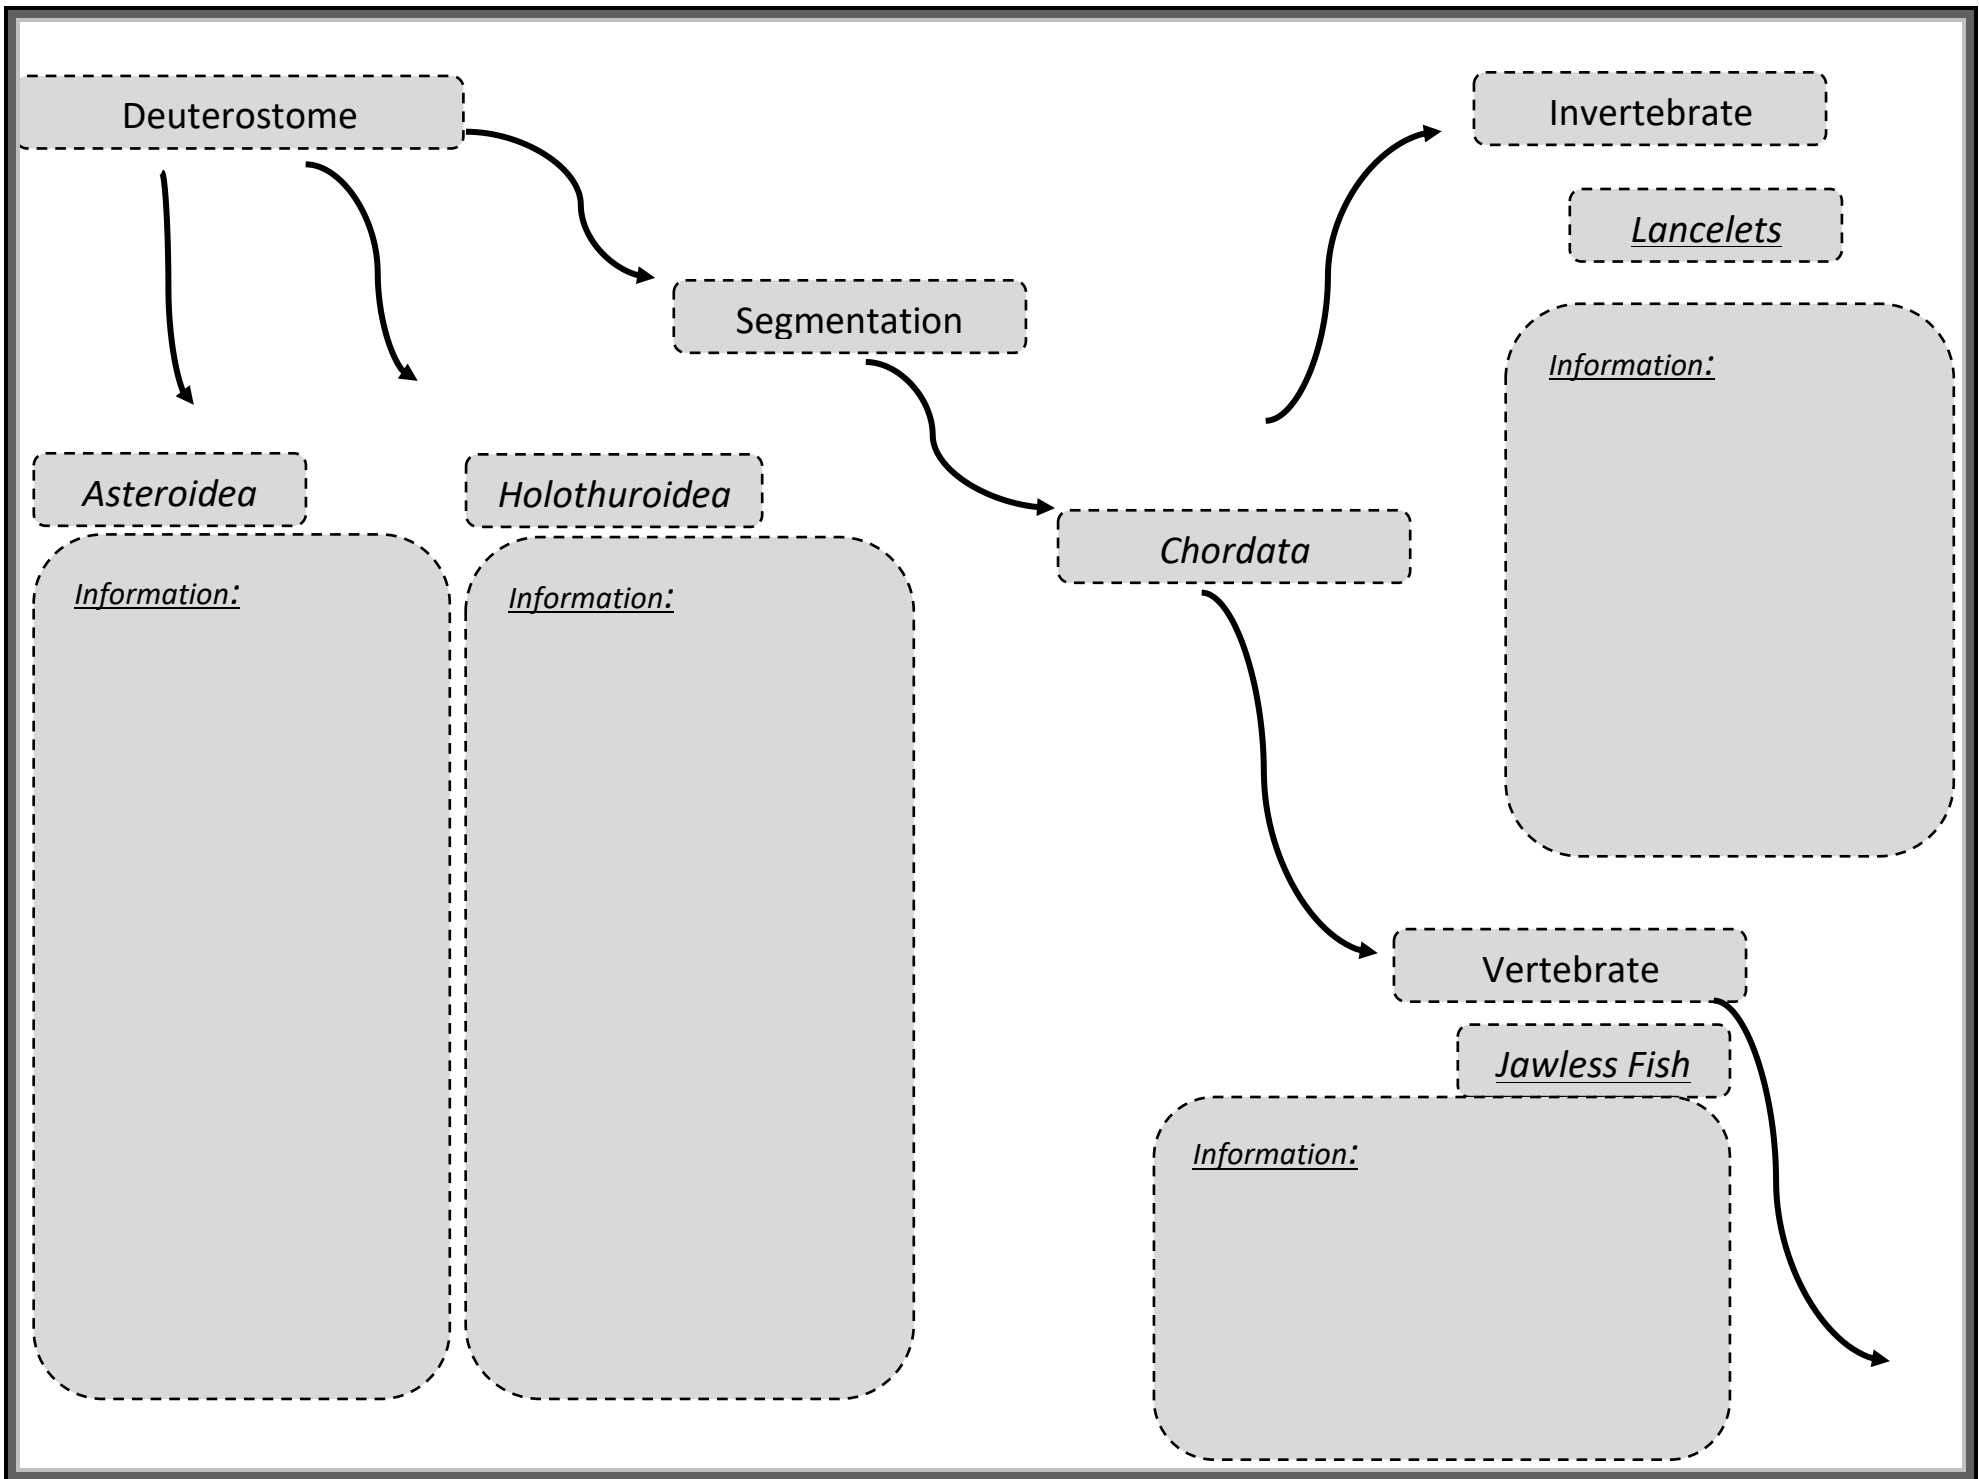 Deuterostome
Invertebrate
Lancelets
Segmentation
Information:
Asteroidea
Holothuroidea
Chordata
Information:
Information:
Vertebrate
Jawless Fish
Information: